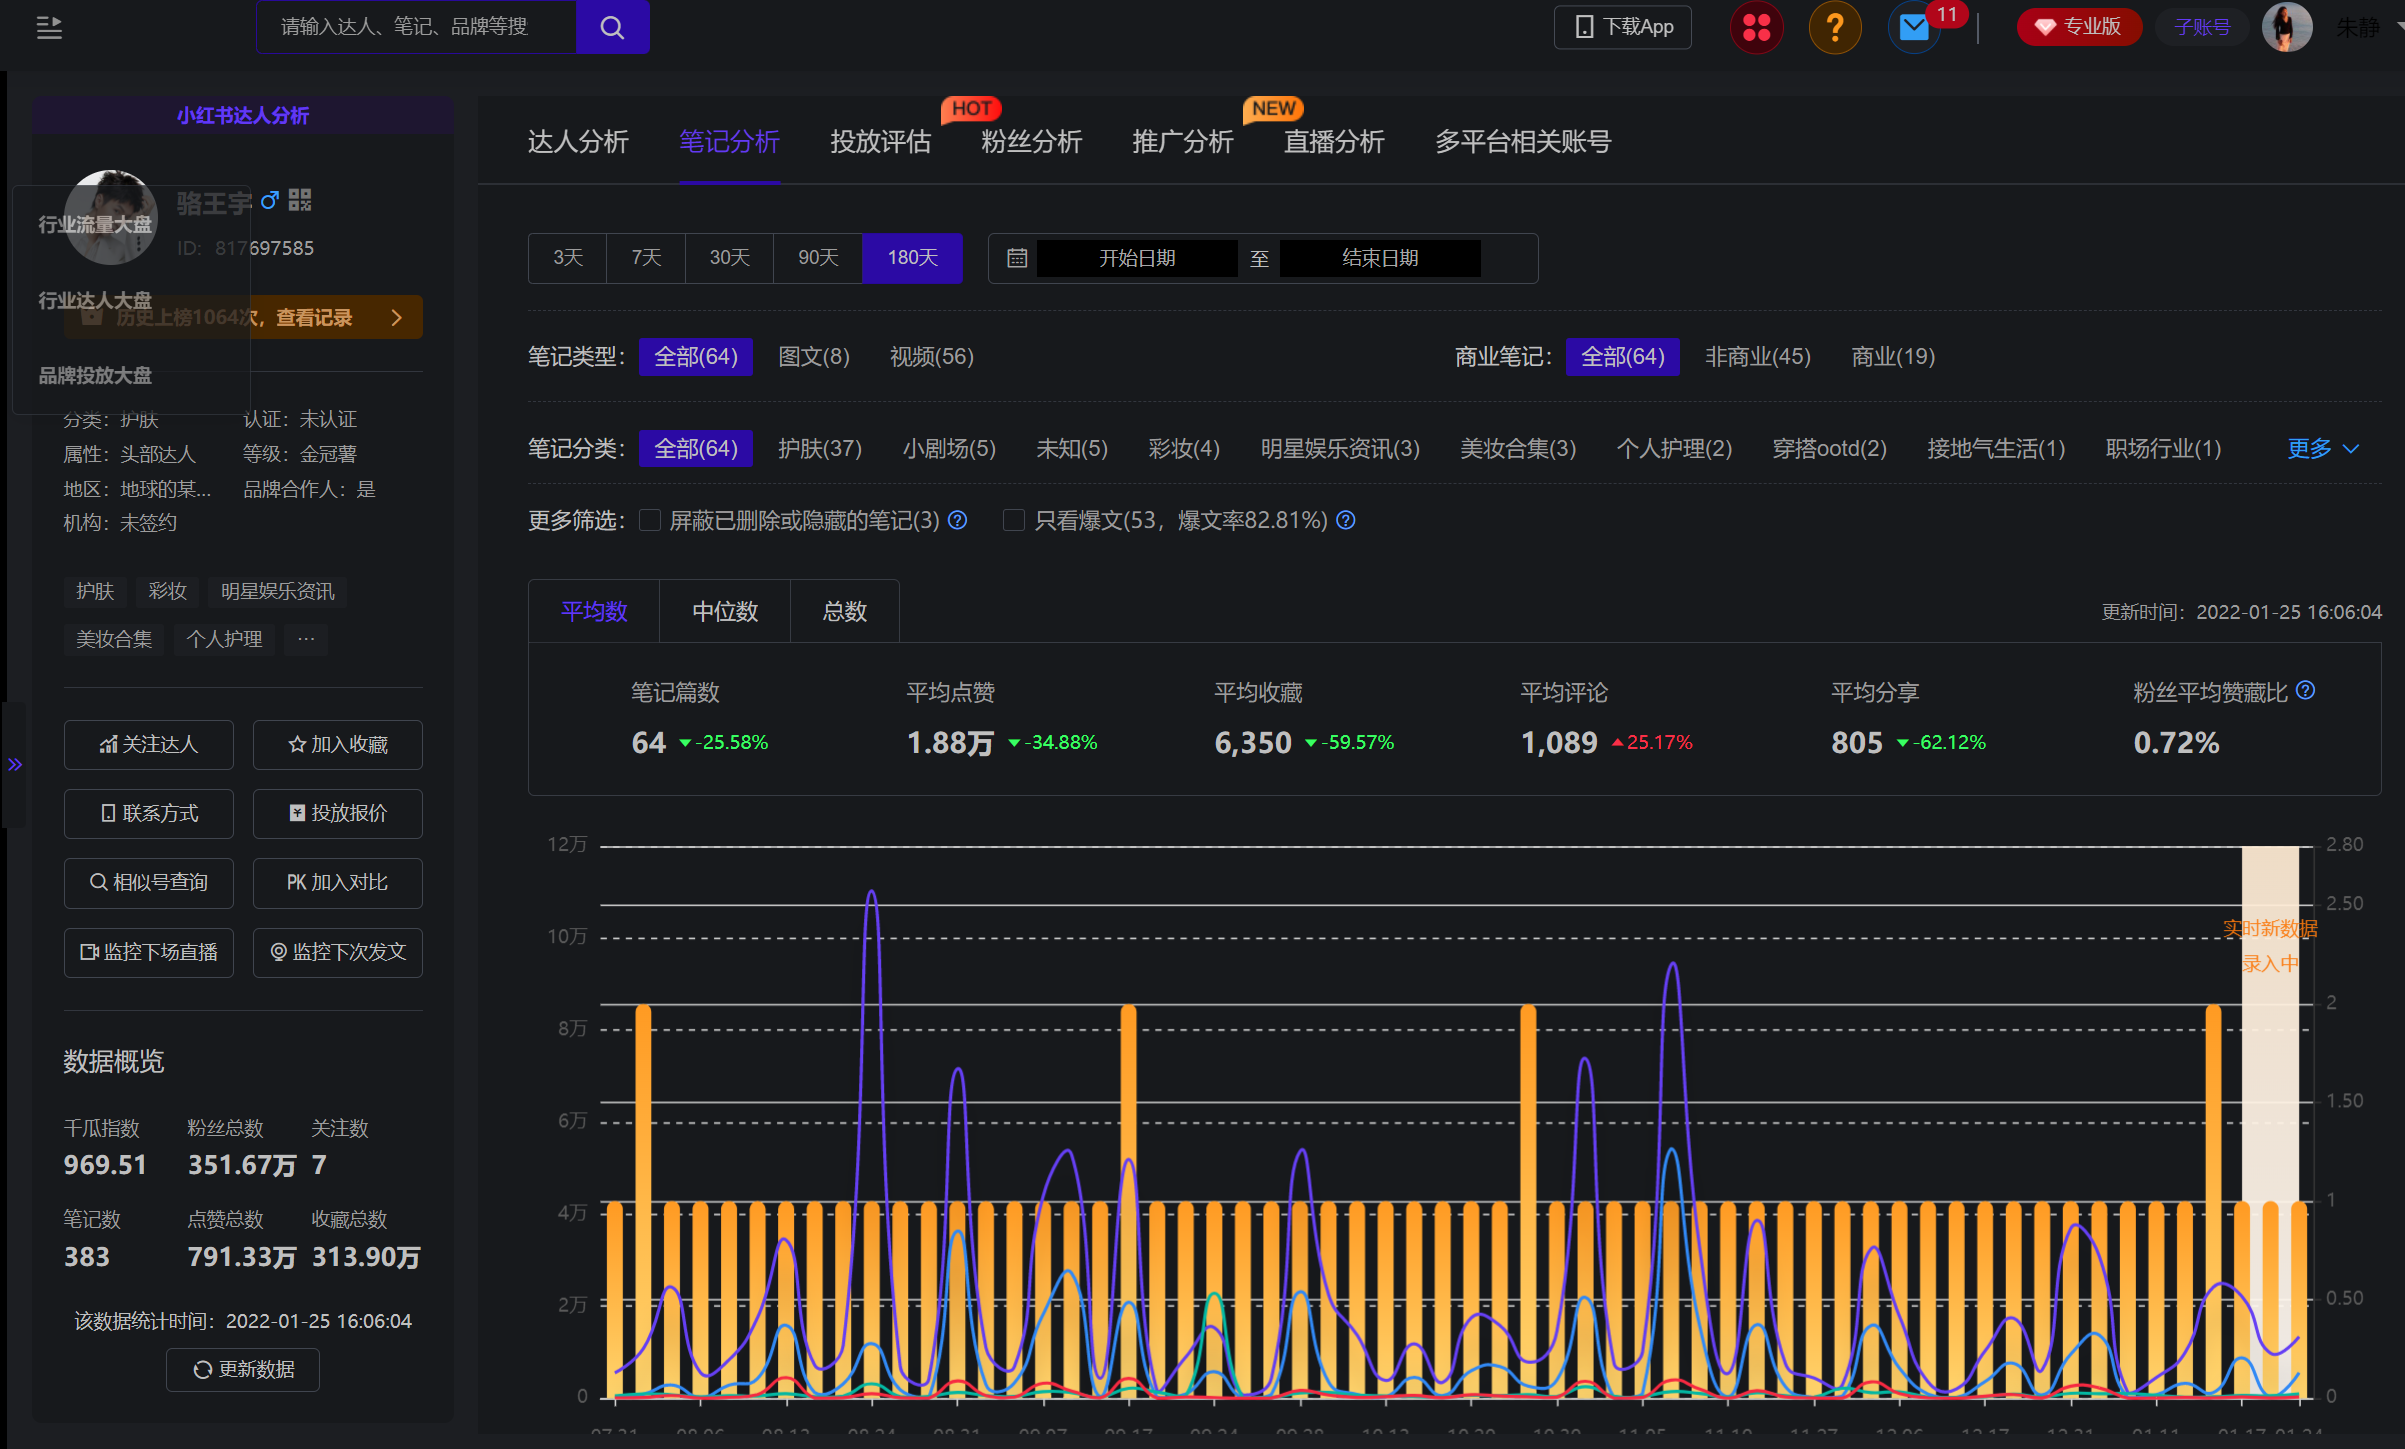 请输入达人、笔记、品牌等搜
下载App
11
专业版
子账号
朱静
小红书达人分析
骆王宇
ID: 817697585
历史上榜1064次，查看记录
行业流量大盘
行业达人大盘
品牌投放大盘
分类：护肤 认证：未认证
属性：头部达人 等级：金冠薯
地区：地球的某... 品牌合作人：是
机构：未签约
护肤 彩妆 明星娱乐资讯
美妆合集 个人护理 ···
关注达人 加入收藏
联系方式 投放报价
相似号查询 PK 加入对比
监控下场直播 监控下次发文
数据概览
千瓜指数 粉丝总数 关注数
969.51 351.67万 7
笔记数 点赞总数 收藏总数
383 791.33万 313.90万
该数据统计时间：2022-01-25 16:06:04
更新数据
HOT NEW
达人分析 笔记分析 投放评估 粉丝分析 推广分析 直播分析 多平台相关账号
3天 7天 30天 90天 180天 开始日期 至 结束日期
笔记类型： 全部(64) 图文(8) 视频(56) 商业笔记： 全部(64) 非商业(45) 商业(19)
笔记分类： 全部(64) 护肤(37) 小剧场(5) 未知(5) 彩妆(4) 明星娱乐资讯(3) 美妆合集(3) 个人护理(2) 穿搭ootd(2) 接地气生活(1) 职场行业(1) 更多
更多筛选： 屏蔽已删除或隐藏的笔记(3) 只看爆文(53，爆文率82.81%)
平均数 中位数 总数 更新时间：2022-01-25 16:06:04
笔记篇数 平均点赞 平均收藏 平均评论 平均分享 粉丝平均赞藏比
64 -25.58% 1.88万 -34.88% 6,350 -59.57% 1,089 25.17% 805 -62.12% 0.72%
12万 2.80
2.50
10万
实时新数据
录入中
2
8万
1.50
6万
1
4万
0.50
2万
0 0